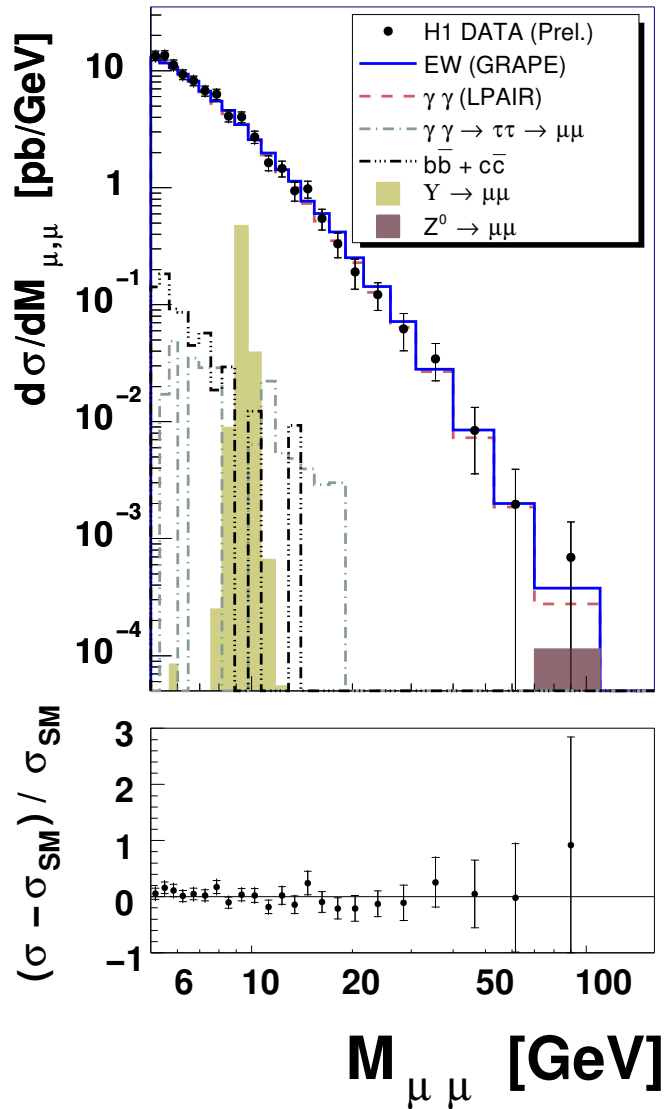 dσ/dM μ,μ [pb/GeV]
10
1
10⁻¹
10⁻²
10⁻³
10⁻⁴
H1 DATA (Prel.)
EW (GRAPE)
γ γ (LPAIR)
γ γ → ττ → μμ
bb̅ + cc̅
Υ → μμ
Z⁰ → μμ
(σ − σSM) / σSM
3
2
1
0
−1
6 10 20 50 100
M μ μ [GeV]